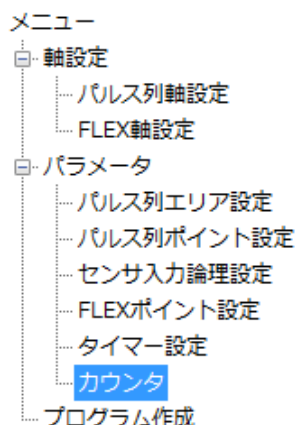 メニュー
軸設定
パルス列軸設定
FLEX軸設定
パラメータ
パルス列エリア設定
パルス列ポイント設定
センサ入力論理設定
FLEXポイント設定
タイマー設定
カウンタ
プログラム作成